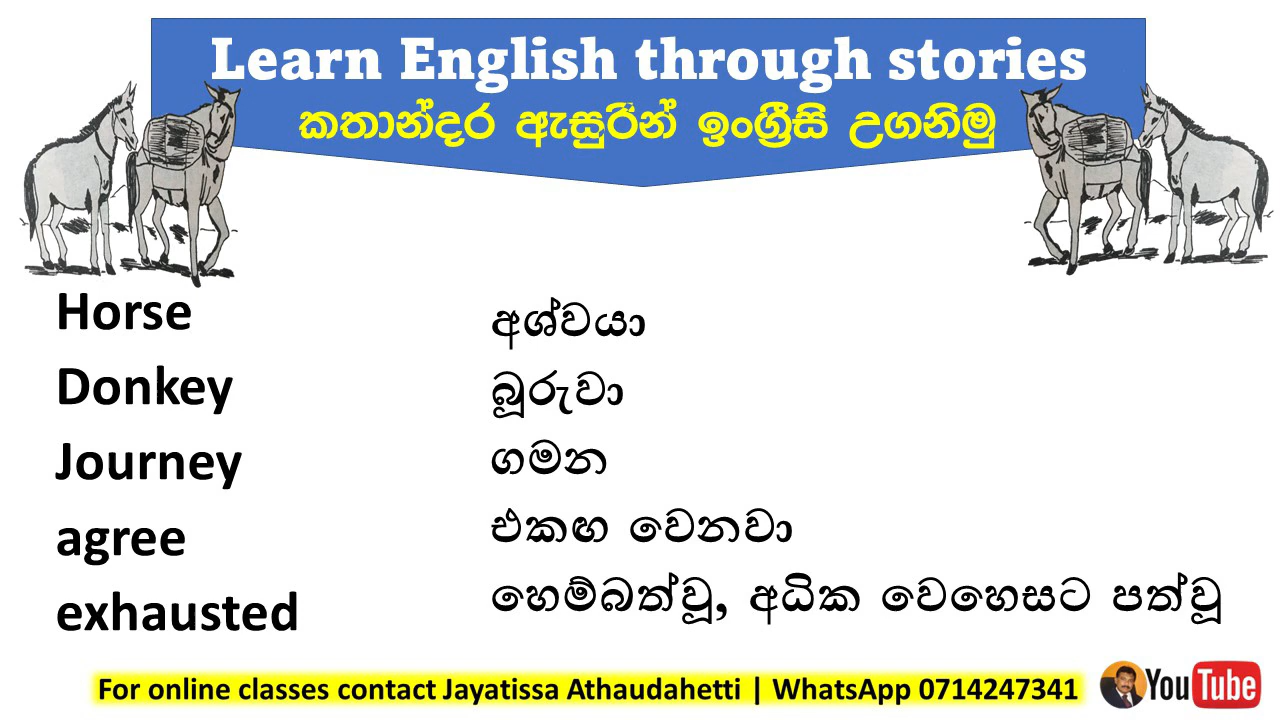 Learn English through stories
කතාන්දර ඇසුරින් ඉංග්‍රීසි උගනිමු
Horse
අශ්වයා
Donkey
බූරුවා
Journey
ගමන
agree
එකඟ වෙනවා
exhausted
හෙම්බත්වූ, අධික වෙහෙසට පත්වූ
For online classes contact Jayatissa Athaudahetti | WhatsApp 0714247341
YouTube